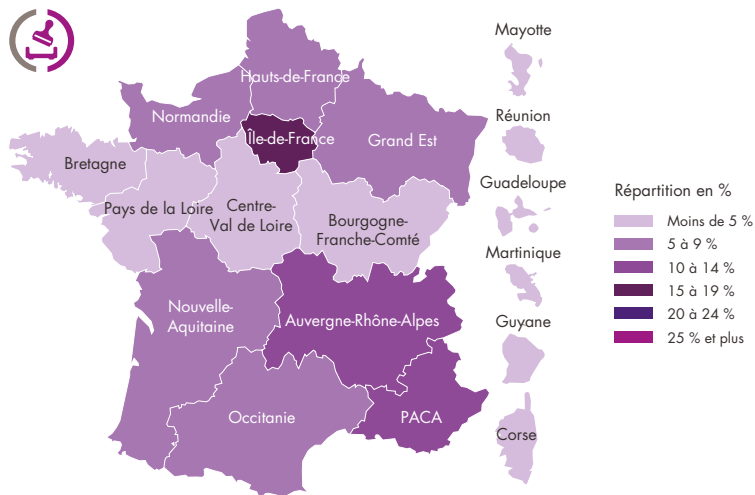 Mayotte
Hauts-de-France
Normandie
Réunion
Île-de-France
Grand Est
Bretagne
Guadeloupe
Pays de la Loire
Centre-
Val de Loire
Bourgogne-
Franche-Comté
Martinique
Nouvelle-
Aquitaine
Auvergne-Rhône-Alpes
Guyane
Occitanie
PACA
Corse
Répartition en %
Moins de 5 %
5 à 9 %
10 à 14 %
15 à 19 %
20 à 24 %
25 % et plus